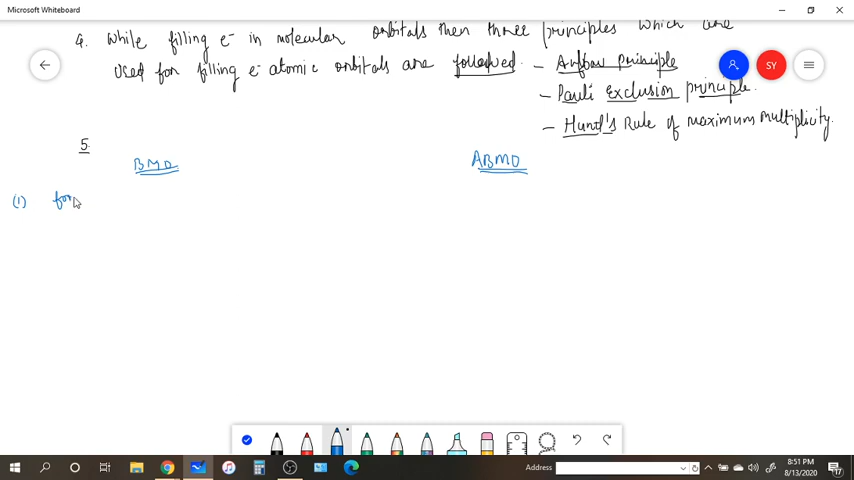 Microsoft Whiteboard
4. While filling e⁻ in molecular orbitals then three principles which are
used for filling e⁻ atomic orbitals are followed. - Aufbau Principle
- Pauli Exclusion principle.
- Hund's Rule of maximum multiplicity.
SY
5.
BMO ABMO
(1) for
Address
8:51 PM
8/13/2020
17